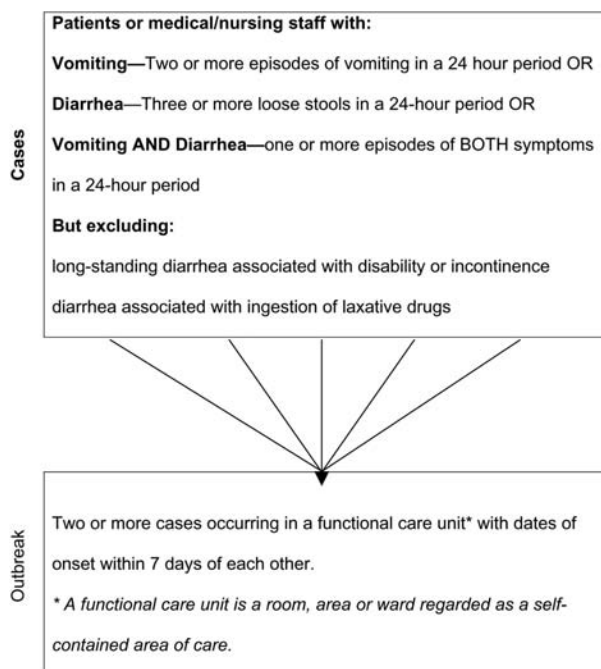 Cases
Patients or medical/nursing staff with:
Vomiting—Two or more episodes of vomiting in a 24 hour period OR
Diarrhea—Three or more loose stools in a 24-hour period OR
Vomiting AND Diarrhea—one or more episodes of BOTH symptoms
in a 24-hour period
But excluding:
long-standing diarrhea associated with disability or incontinence
diarrhea associated with ingestion of laxative drugs
Outbreak
Two or more cases occurring in a functional care unit* with dates of
onset within 7 days of each other.
* A functional care unit is a room, area or ward regarded as a self-
contained area of care.